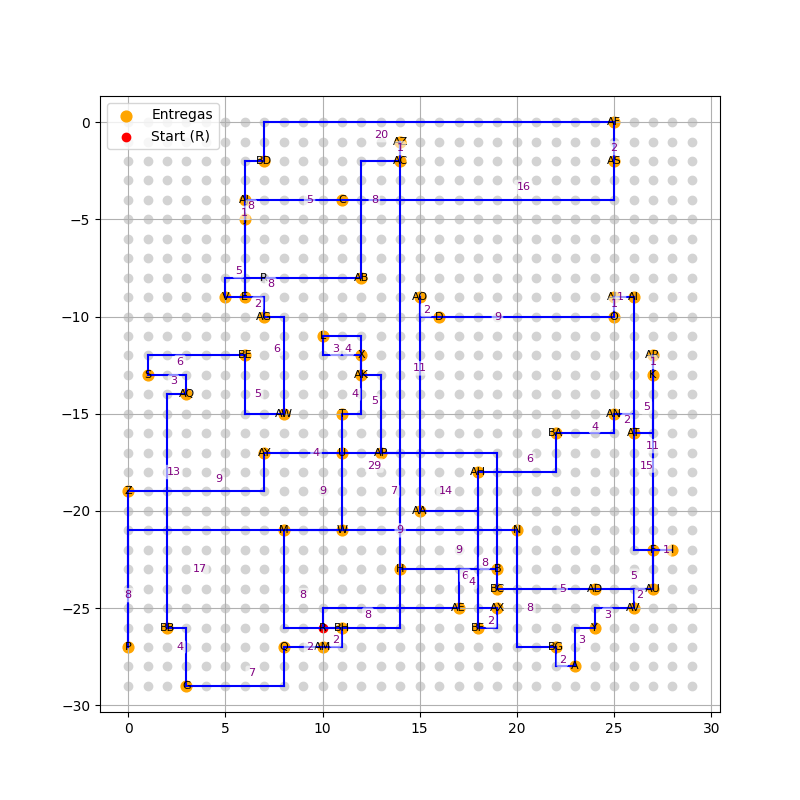 Entregas
Start (R)
0
−5
−10
−15
−20
−25
−30
0
5
10
15
20
25
30
AF
20
AZ
1
2
BD
AC
AS
16
8
5
C
8
1
5
F
8
AB
V
E
2
AO
1
AI
AG
2
D
9
1
O
L
6
3
4
X
AR
BE
6
11
1
S
3
AK
K
AQ
5
4
5
5
AW
T
AN
2
4
BA
AT
AX
4
U
AP
11
29
6
13
AH
15
9
Z
9
7
14
AA
M
W
9
N
9
I
1
17
H
8
B
6
4
5
8
8
BC
5
AD
AU
2
AE
AX
8
AV
8
3
BB
BH
2
BF
Y
4
2
3
P
Q
2
AM
BG
2
A
7
G